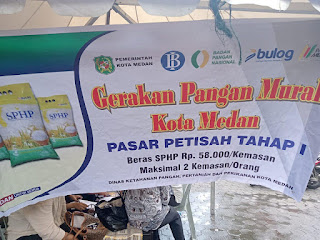 PEMERINTAH
KOTA MEDAN
BADAN
PANGAN
NASIONAL
bulog
Gerakan Pangan Murah
Kota Medan
PASAR PETISAH TAHAP I
Beras SPHP Rp. 58.000/Kemasan
Maksimal 2 Kemasan/Orang
DINAS KETAHANAN PANGAN, PERTANIAN DAN PERIKANAN KOTA MEDAN
SPHP
SPHP